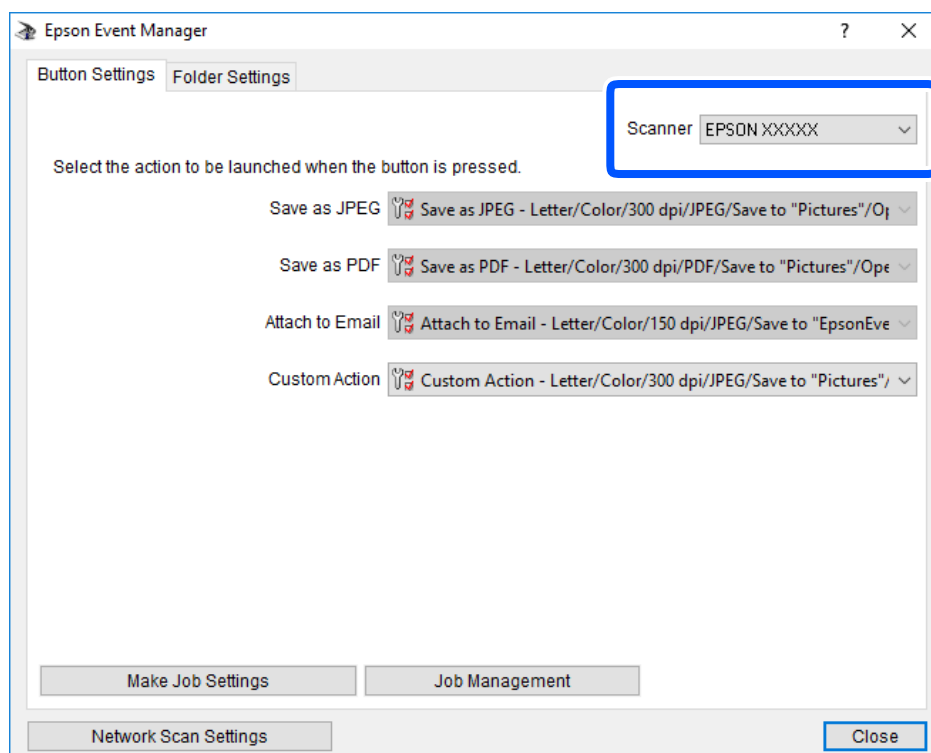 Epson Event Manager
Button Settings
Folder Settings
Scanner EPSON XXXXX
Select the action to be launched when the button is pressed.
Save as JPEG Save as JPEG - Letter/Color/300 dpi/JPEG/Save to "Pictures"/Op
Save as PDF Save as PDF - Letter/Color/300 dpi/PDF/Save to "Pictures"/Ope
Attach to Email Attach to Email - Letter/Color/150 dpi/JPEG/Save to "EpsonEve
Custom Action Custom Action - Letter/Color/300 dpi/JPEG/Save to "Pictures"/
Make Job Settings
Job Management
Network Scan Settings
Close